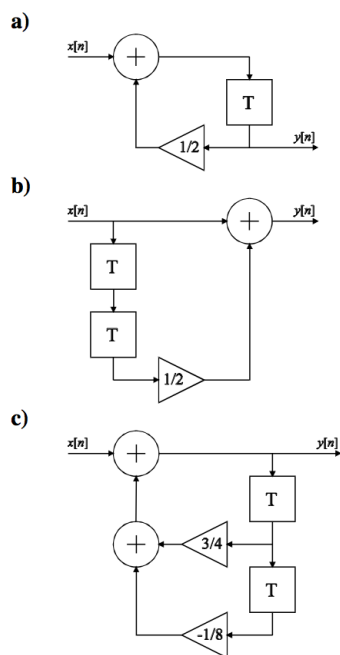 a)
x[n]
+
T
1/2
y[n]
b)
x[n]
+
y[n]
T
T
1/2
c)
x[n]
+
y[n]
T
+
3/4
T
-1/8